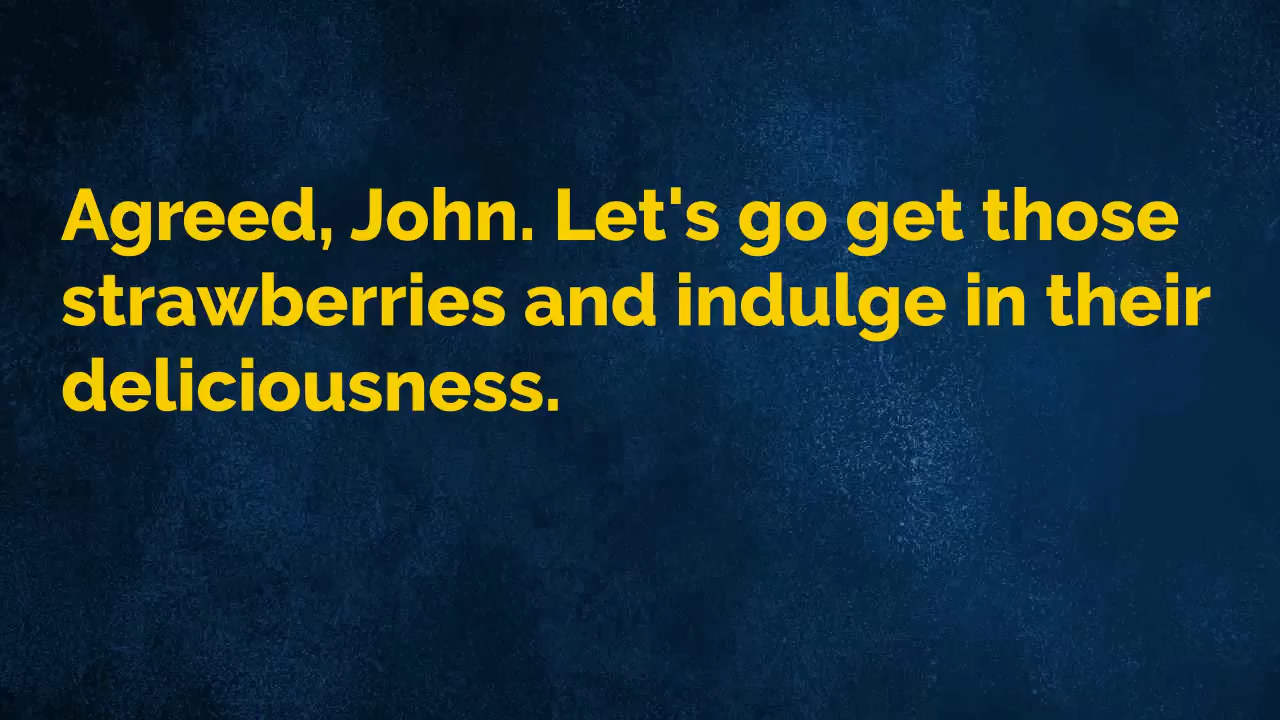 Agreed, John. Let's go get those
strawberries and indulge in their
deliciousness.